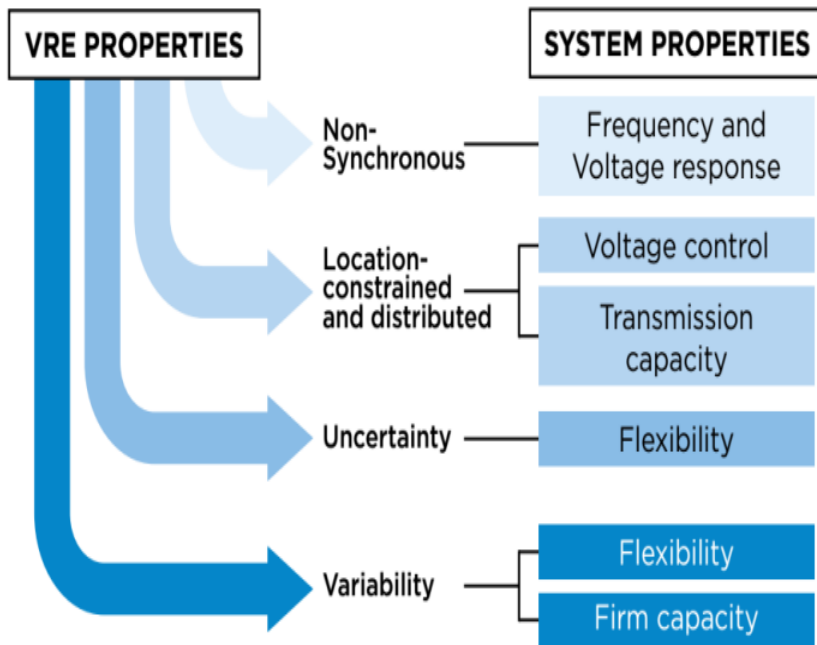 VRE PROPERTIES
SYSTEM PROPERTIES
Non-
Synchronous
Frequency and
Voltage response
Location-
constrained
and distributed
Voltage control
Transmission
capacity
Uncertainty
Flexibility
Variability
Flexibility
Firm capacity